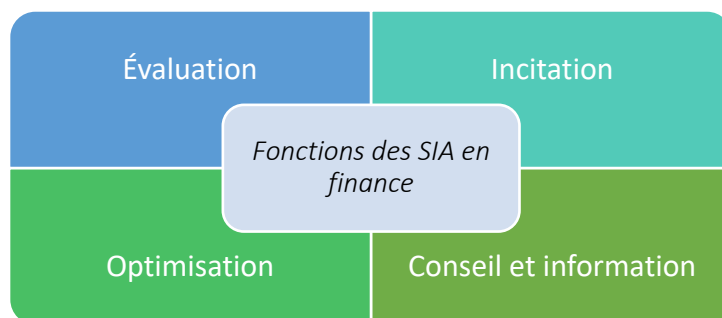 Évaluation
Incitation
Fonctions des SIA en
finance
Optimisation
Conseil et information